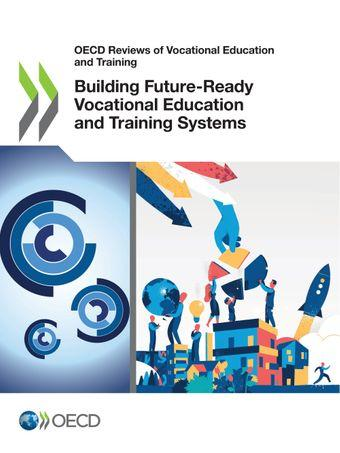 OECD Reviews of Vocational Education
and Training
Building Future-Ready
Vocational Education
and Training Systems
OECD